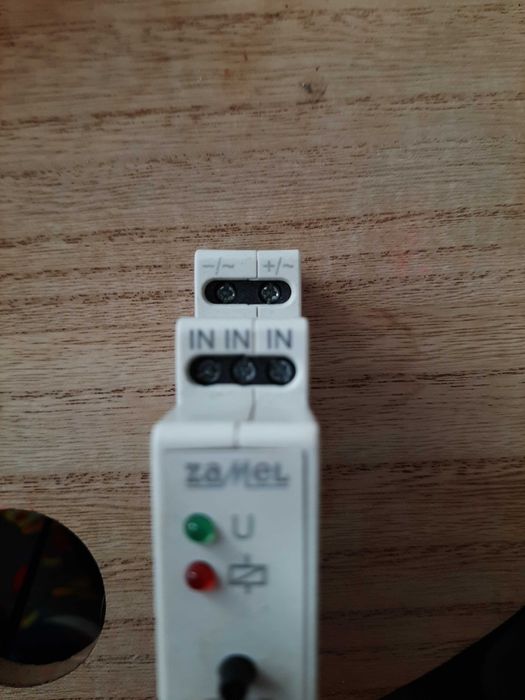 −/~ +/~
IN IN IN
ZAMEL
U